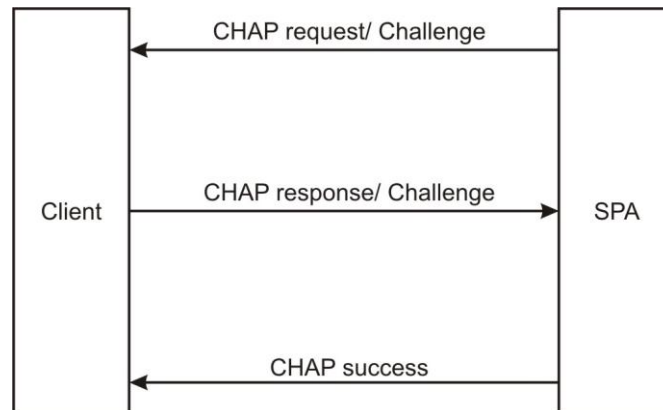 CHAP request/ Challenge
CHAP response/ Challenge
Client
SPA
CHAP success